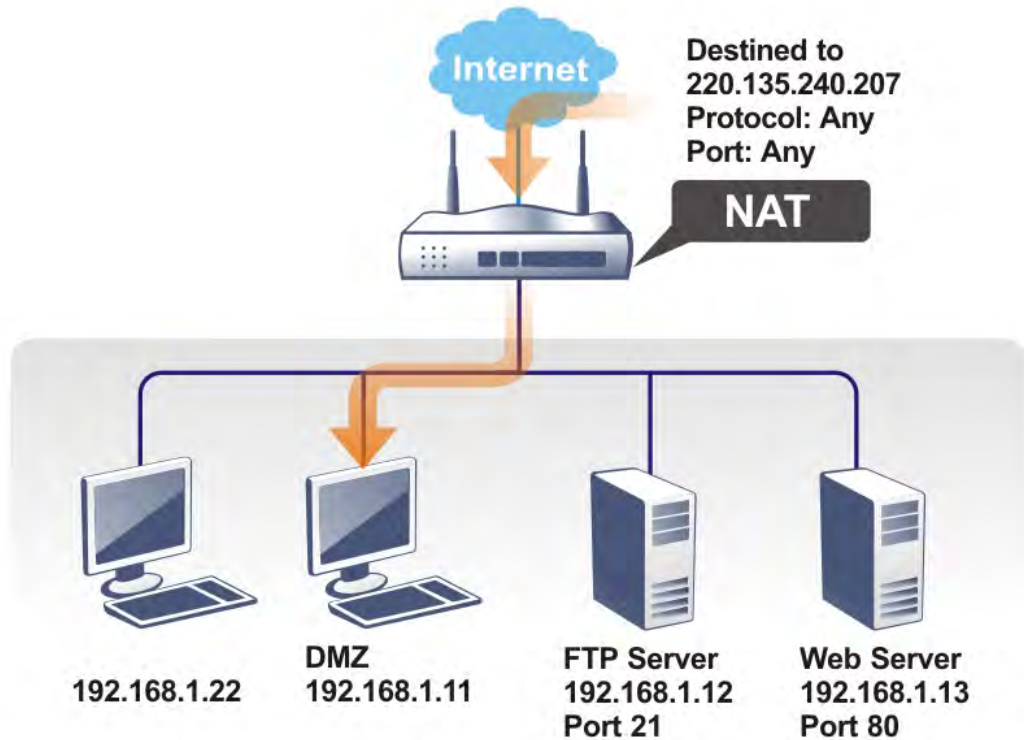 Internet
Destined to
220.135.240.207
Protocol: Any
Port: Any
NAT
192.168.1.22
DMZ
192.168.1.11
FTP Server
192.168.1.12
Port 21
Web Server
192.168.1.13
Port 80